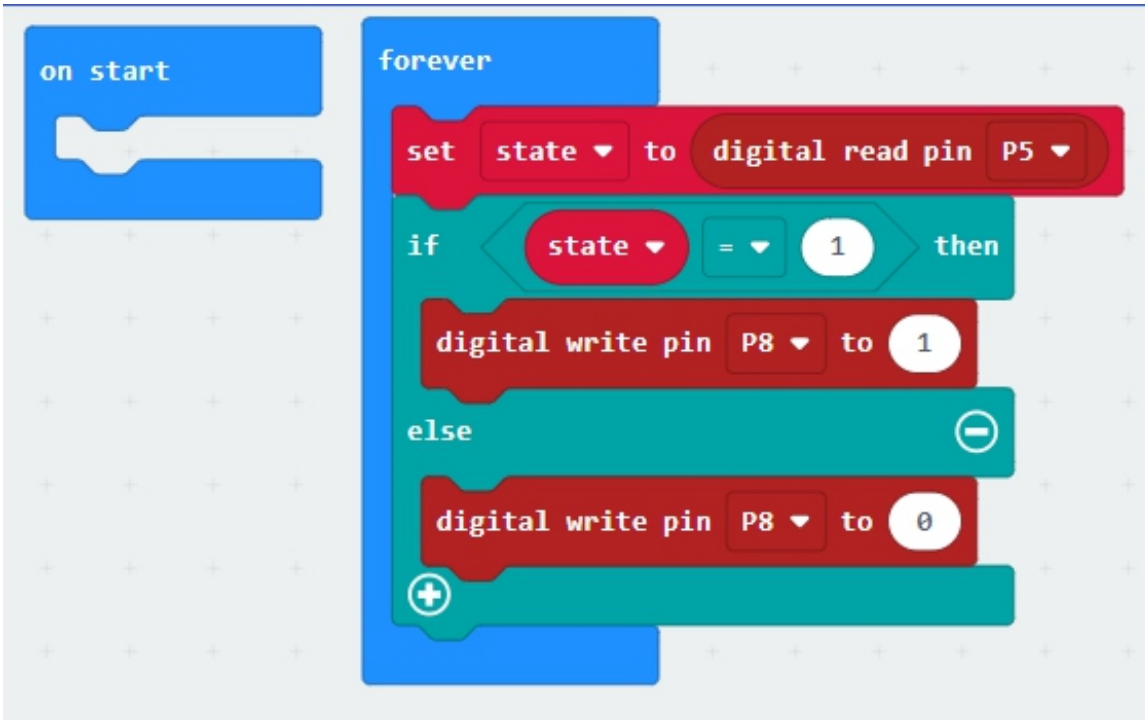 on start
forever
set state to digital read pin P5
if state = 1 then
digital write pin P8 to 1
else
digital write pin P8 to 0